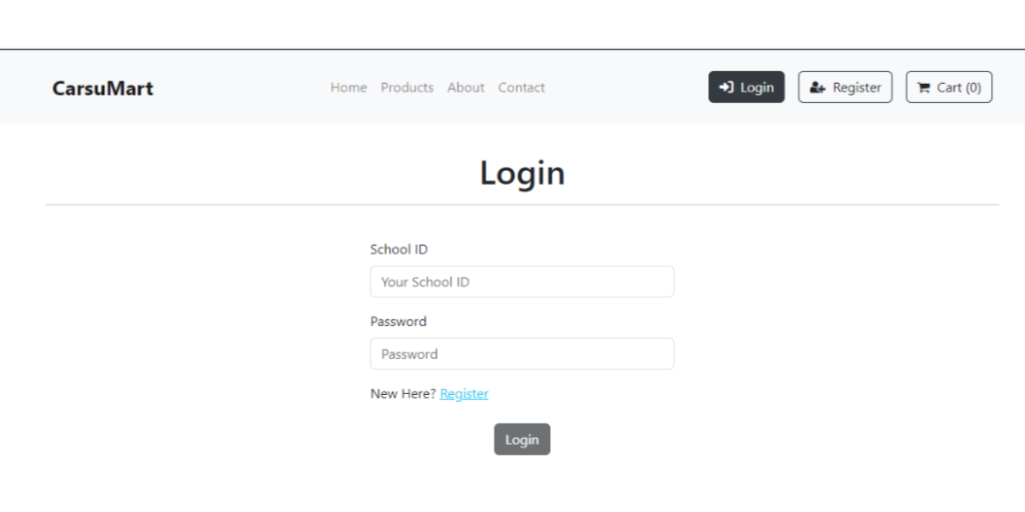 CarsuMart Home Products About Contact Login Register Cart (0)
Login
School ID
Your School ID
Password
Password
New Here? Register
Login